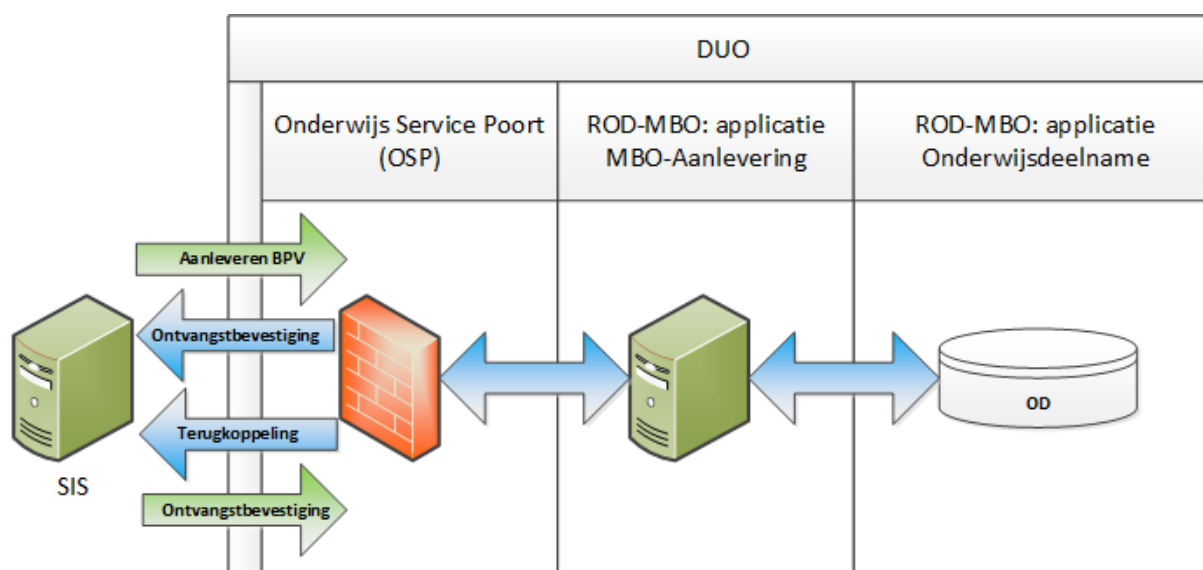 DUO
Onderwijs Service Poort
(OSP)
ROD-MBO: applicatie
MBO-Aanlevering
ROD-MBO: applicatie
Onderwijsdeelname
Aanleveren BPV
Ontvangstbevestiging
Terugkoppeling
Ontvangstbevestiging
SIS
OD